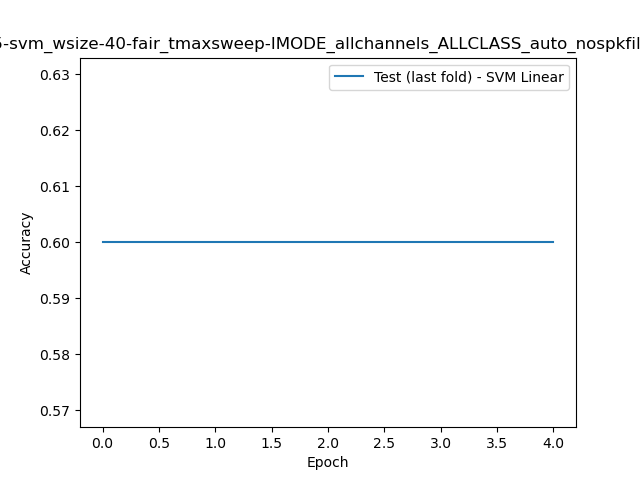 5-svm_wsize-40-fair_tmaxsweep-IMODE_allchannels_ALLCLASS_auto_nospkfil
Test (last fold) - SVM Linear
0.63
0.62
0.61
0.60
0.59
0.58
0.57
Accuracy
0.0 0.5 1.0 1.5 2.0 2.5 3.0 3.5 4.0
Epoch